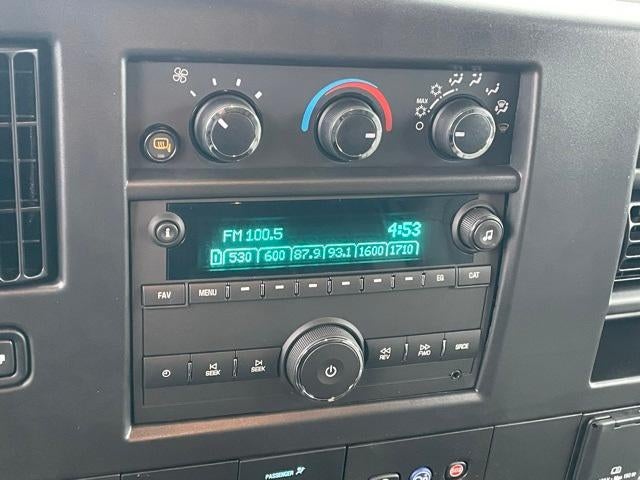 MAX
FM 100.5 4:53
D 530 600 87.9 93.1 1600 1710
FAV MENU EQ CAT
SEEK SEEK REV FWD SRCE
PASSENGER